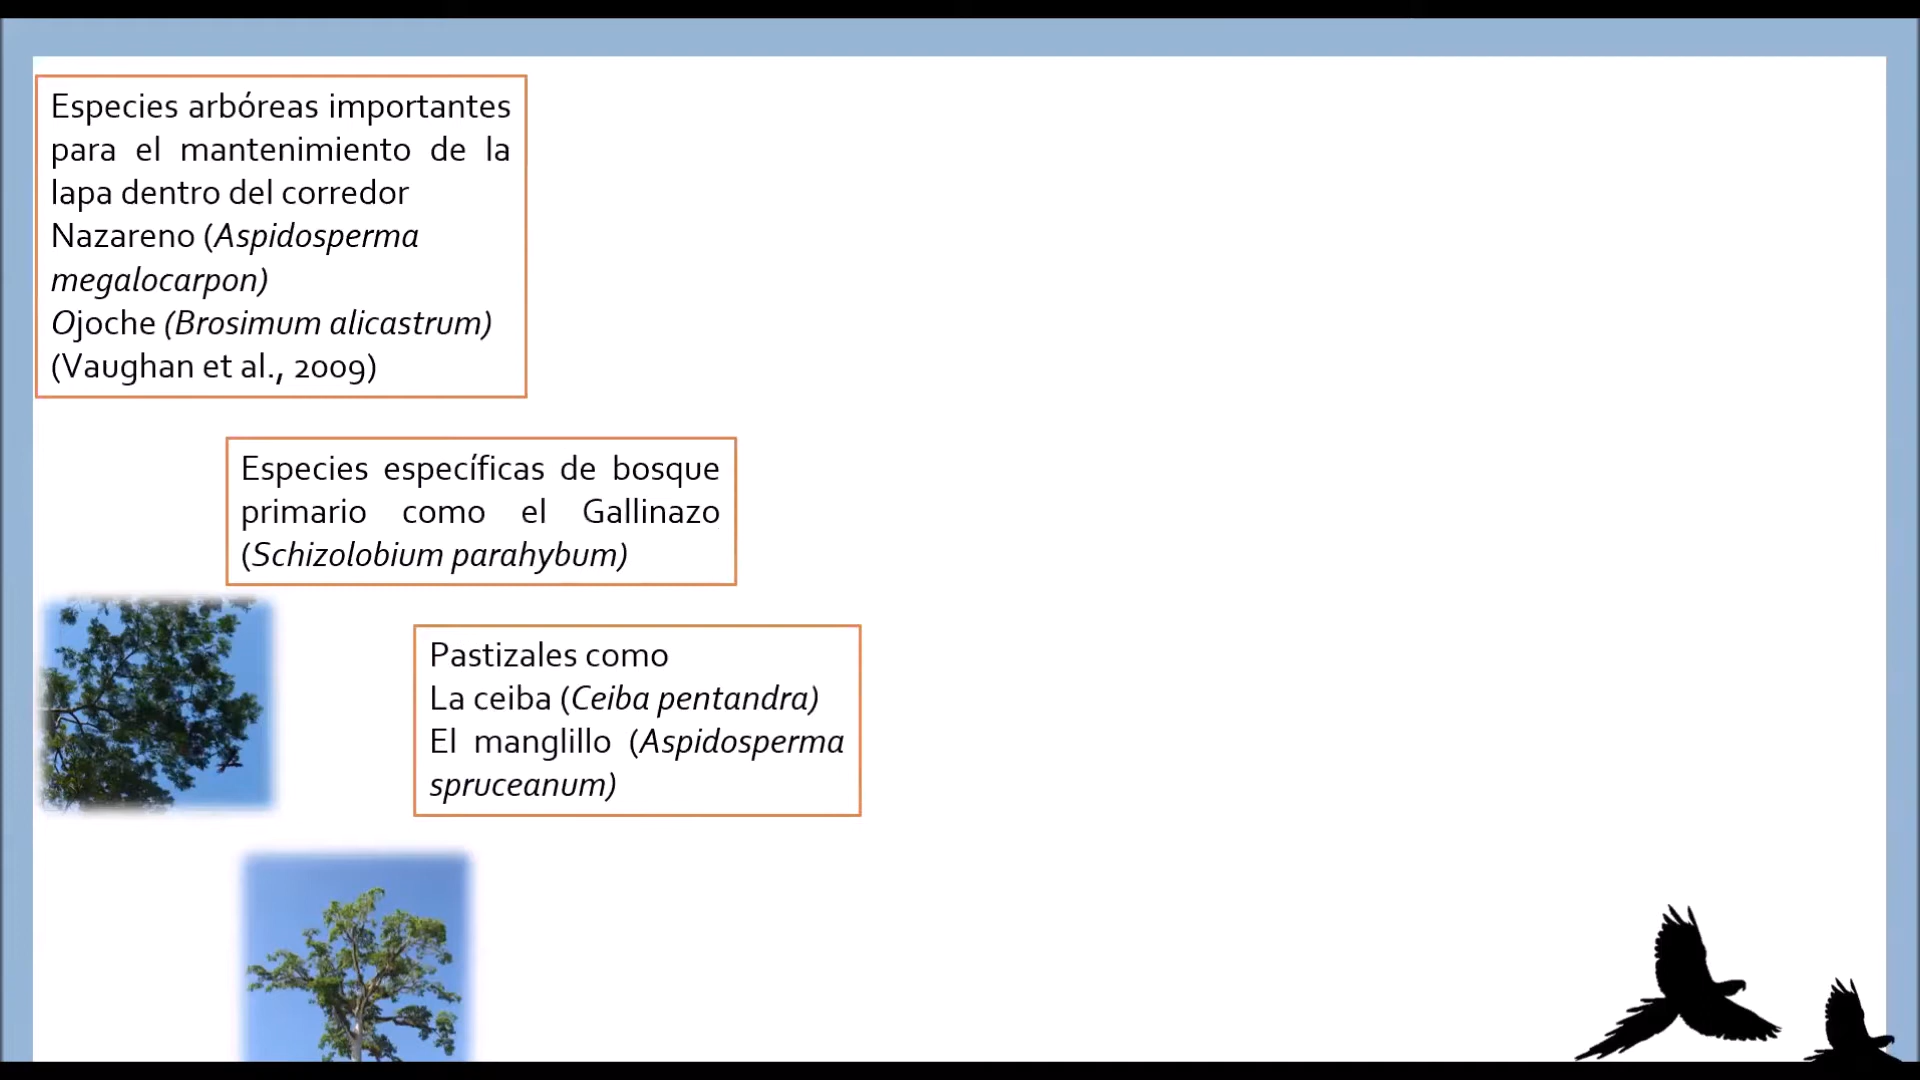 Especies arbóreas importantes
para el mantenimiento de la
lapa dentro del corredor
Nazareno (Aspidosperma
megalocarpon)
Ojoche (Brosimum alicastrum)
(Vaughan et al., 2009)
Especies específicas de bosque
primario como el Gallinazo
(Schizolobium parahybum)
Pastizales como
La ceiba (Ceiba pentandra)
El manglillo (Aspidosperma
spruceanum)